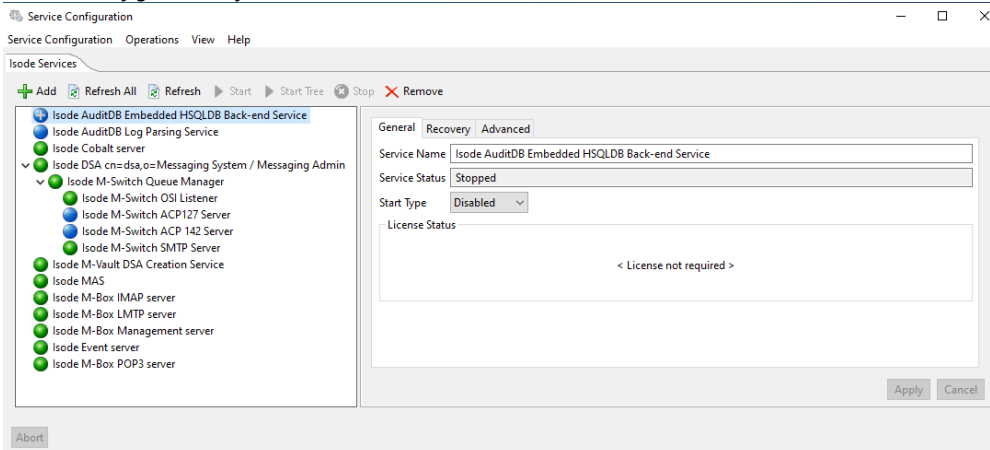 Service Configuration
Service Configuration Operations View Help
Isode Services
Add Refresh All Refresh Start Start Tree Stop Remove
Isode AuditDB Embedded HSQLDB Back-end Service
Isode AuditDB Log Parsing Service
Isode Cobalt server
Isode DSA cn=dsa,o=Messaging System / Messaging Admin
Isode M-Switch Queue Manager
Isode M-Switch OSI Listener
Isode M-Switch ACP127 Server
Isode M-Switch ACP 142 Server
Isode M-Switch SMTP Server
Isode M-Vault DSA Creation Service
Isode MAS
Isode M-Box IMAP server
Isode M-Box LMTP server
Isode M-Box Management server
Isode Event server
Isode M-Box POP3 server
General Recovery Advanced
Service Name Isode AuditDB Embedded HSQLDB Back-end Service
Service Status Stopped
Start Type Disabled
License Status
< License not required >
Apply Cancel
Abort